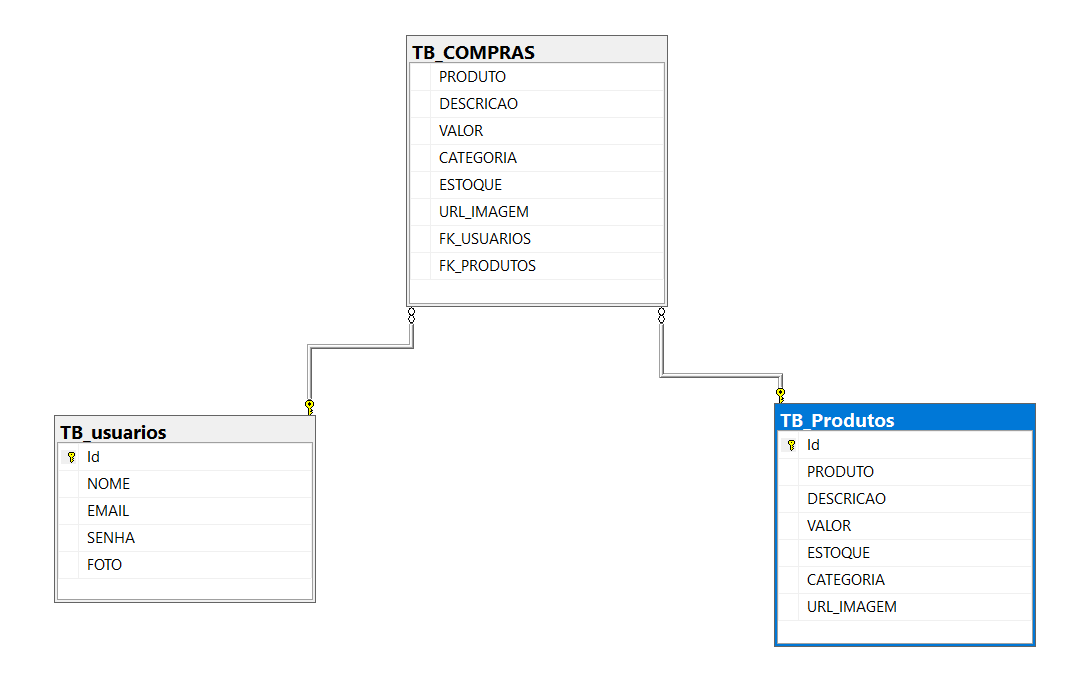 TB_COMPRAS
PRODUTO
DESCRICAO
VALOR
CATEGORIA
ESTOQUE
URL_IMAGEM
FK_USUARIOS
FK_PRODUTOS
TB_usuarios
Id
NOME
EMAIL
SENHA
FOTO
TB_Produtos
Id
PRODUTO
DESCRICAO
VALOR
ESTOQUE
CATEGORIA
URL_IMAGEM